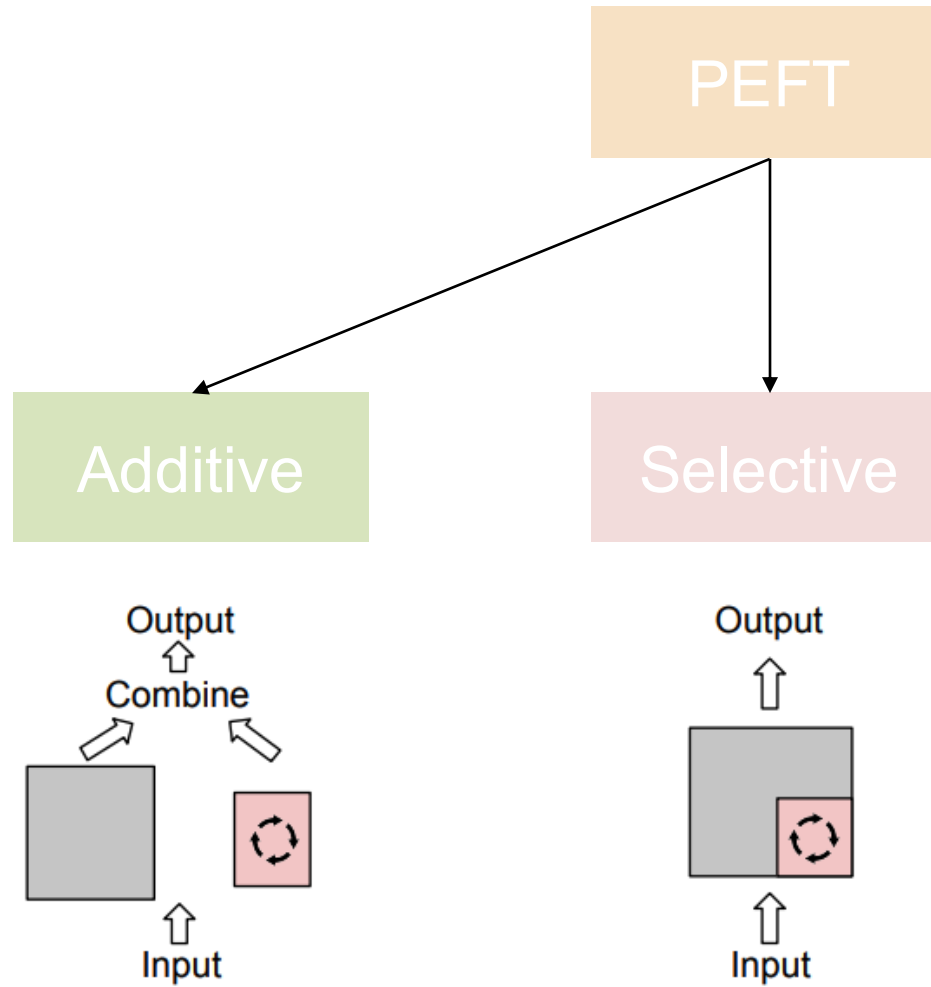 PEFT
Additive
Selective
Output
Combine
Input
Output
Input